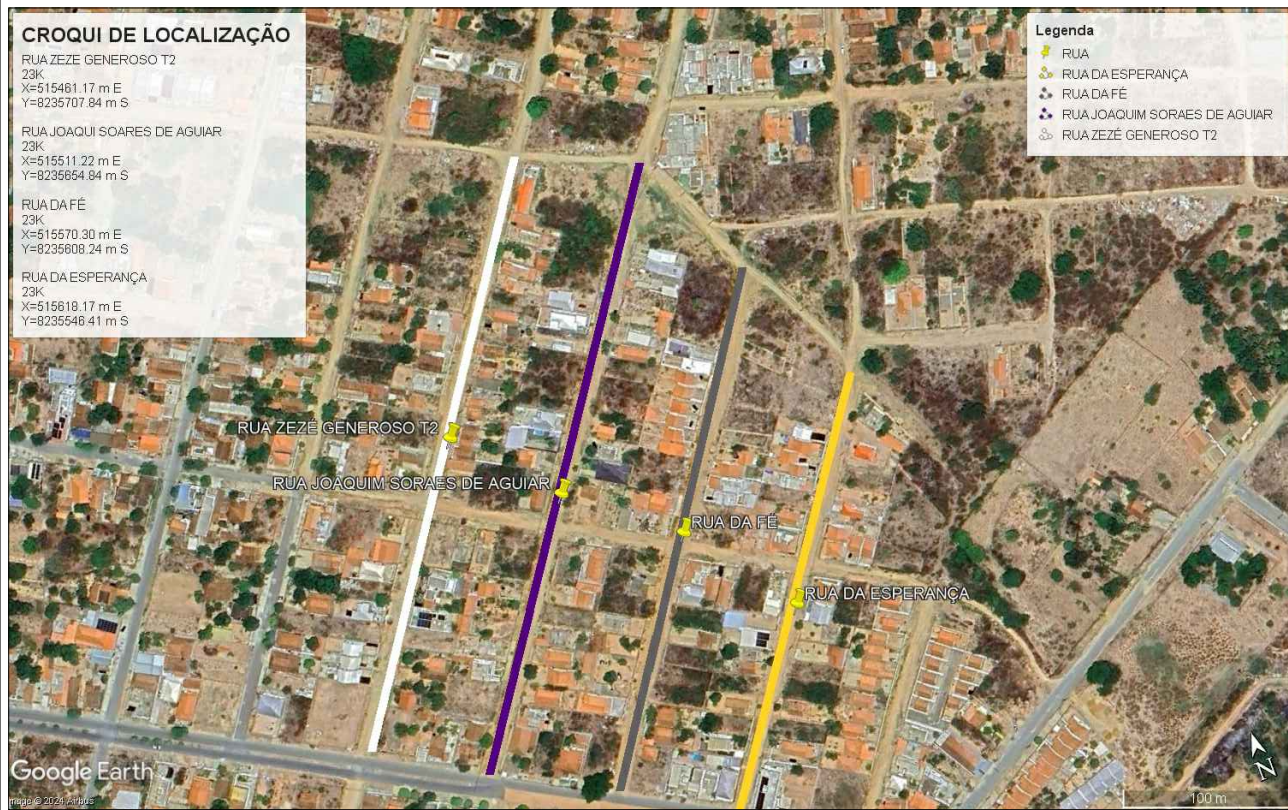 CROQUI DE LOCALIZAÇÃO
RUA ZEZE GENEROSO T2
23K
X=515461.17 m E
Y=8235707.84 m S
RUA JOAQUI SOARES DE AGUIAR
23K
X=515511.22 m E
Y=8235654.84 m S
RUA DA FÉ
23K
X=515570.30 m E
Y=8235608.24 m S
RUA DA ESPERANÇA
23K
X=515618.17 m E
Y=8235546.41 m S
Legenda
RUA
RUA DA ESPERANÇA
RUA DA FÉ
RUA JOAQUIM SORAES DE AGUIAR
RUA ZEZÉ GENEROSO T2
RUA ZEZÉ GENEROSO T2
RUA JOAQUIM SORAES DE AGUIAR
RUA DA FÉ
RUA DA ESPERANÇA
Google Earth
Image © 2024 Airbus
N
100 m